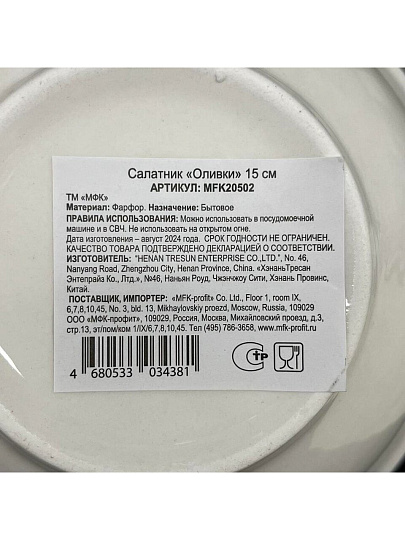 Салатник «Оливки» 15 см
АРТИКУЛ: MFK20502
ТМ «МФК»
Материал: Фарфор. Назначение: Бытовое
ПРАВИЛА ИСПОЛЬЗОВАНИЯ: Можно использовать в посудомоечной
машине и в СВЧ. Не использовать на открытом огне.
Дата изготовления – август 2024 года. СРОК ГОДНОСТИ НЕ ОГРАНИЧЕН.
КАЧЕСТВО ТОВАРА ПОДТВЕРЖДЕНО ДЕКЛАРАЦИЕЙ О СООТВЕТСТВИИ.
ИЗГОТОВИТЕЛЬ: "HENAN TRESUN ENTERPRISE CO.,LTD.", No. 46,
Nanyang Road, Zhengzhou City, Henan Province, China. «ХэнаньТресан
Энтепрайз Ко., Лтд.», №46, Наньян Роуд, Чжэнчжоу Сити, Хэнань Провинс,
Китай.
ПОСТАВЩИК, ИМПОРТЕР: «MFK-profit» Co. Ltd., Floor 1, room IX,
6,7,8,10,45, No. 3, bld. 13, Mikhaylovskiy proezd, Moscow, Russia, 109029
ООО «МФК-профит», 109029, Россия, Москва, Михайловский проезд, д.3,
стр.13, эт/пом/ком 1/IX/6,7,8,10,45. Тел (495) 786-3658, www.mfk-profit.ru
4 680533 034381